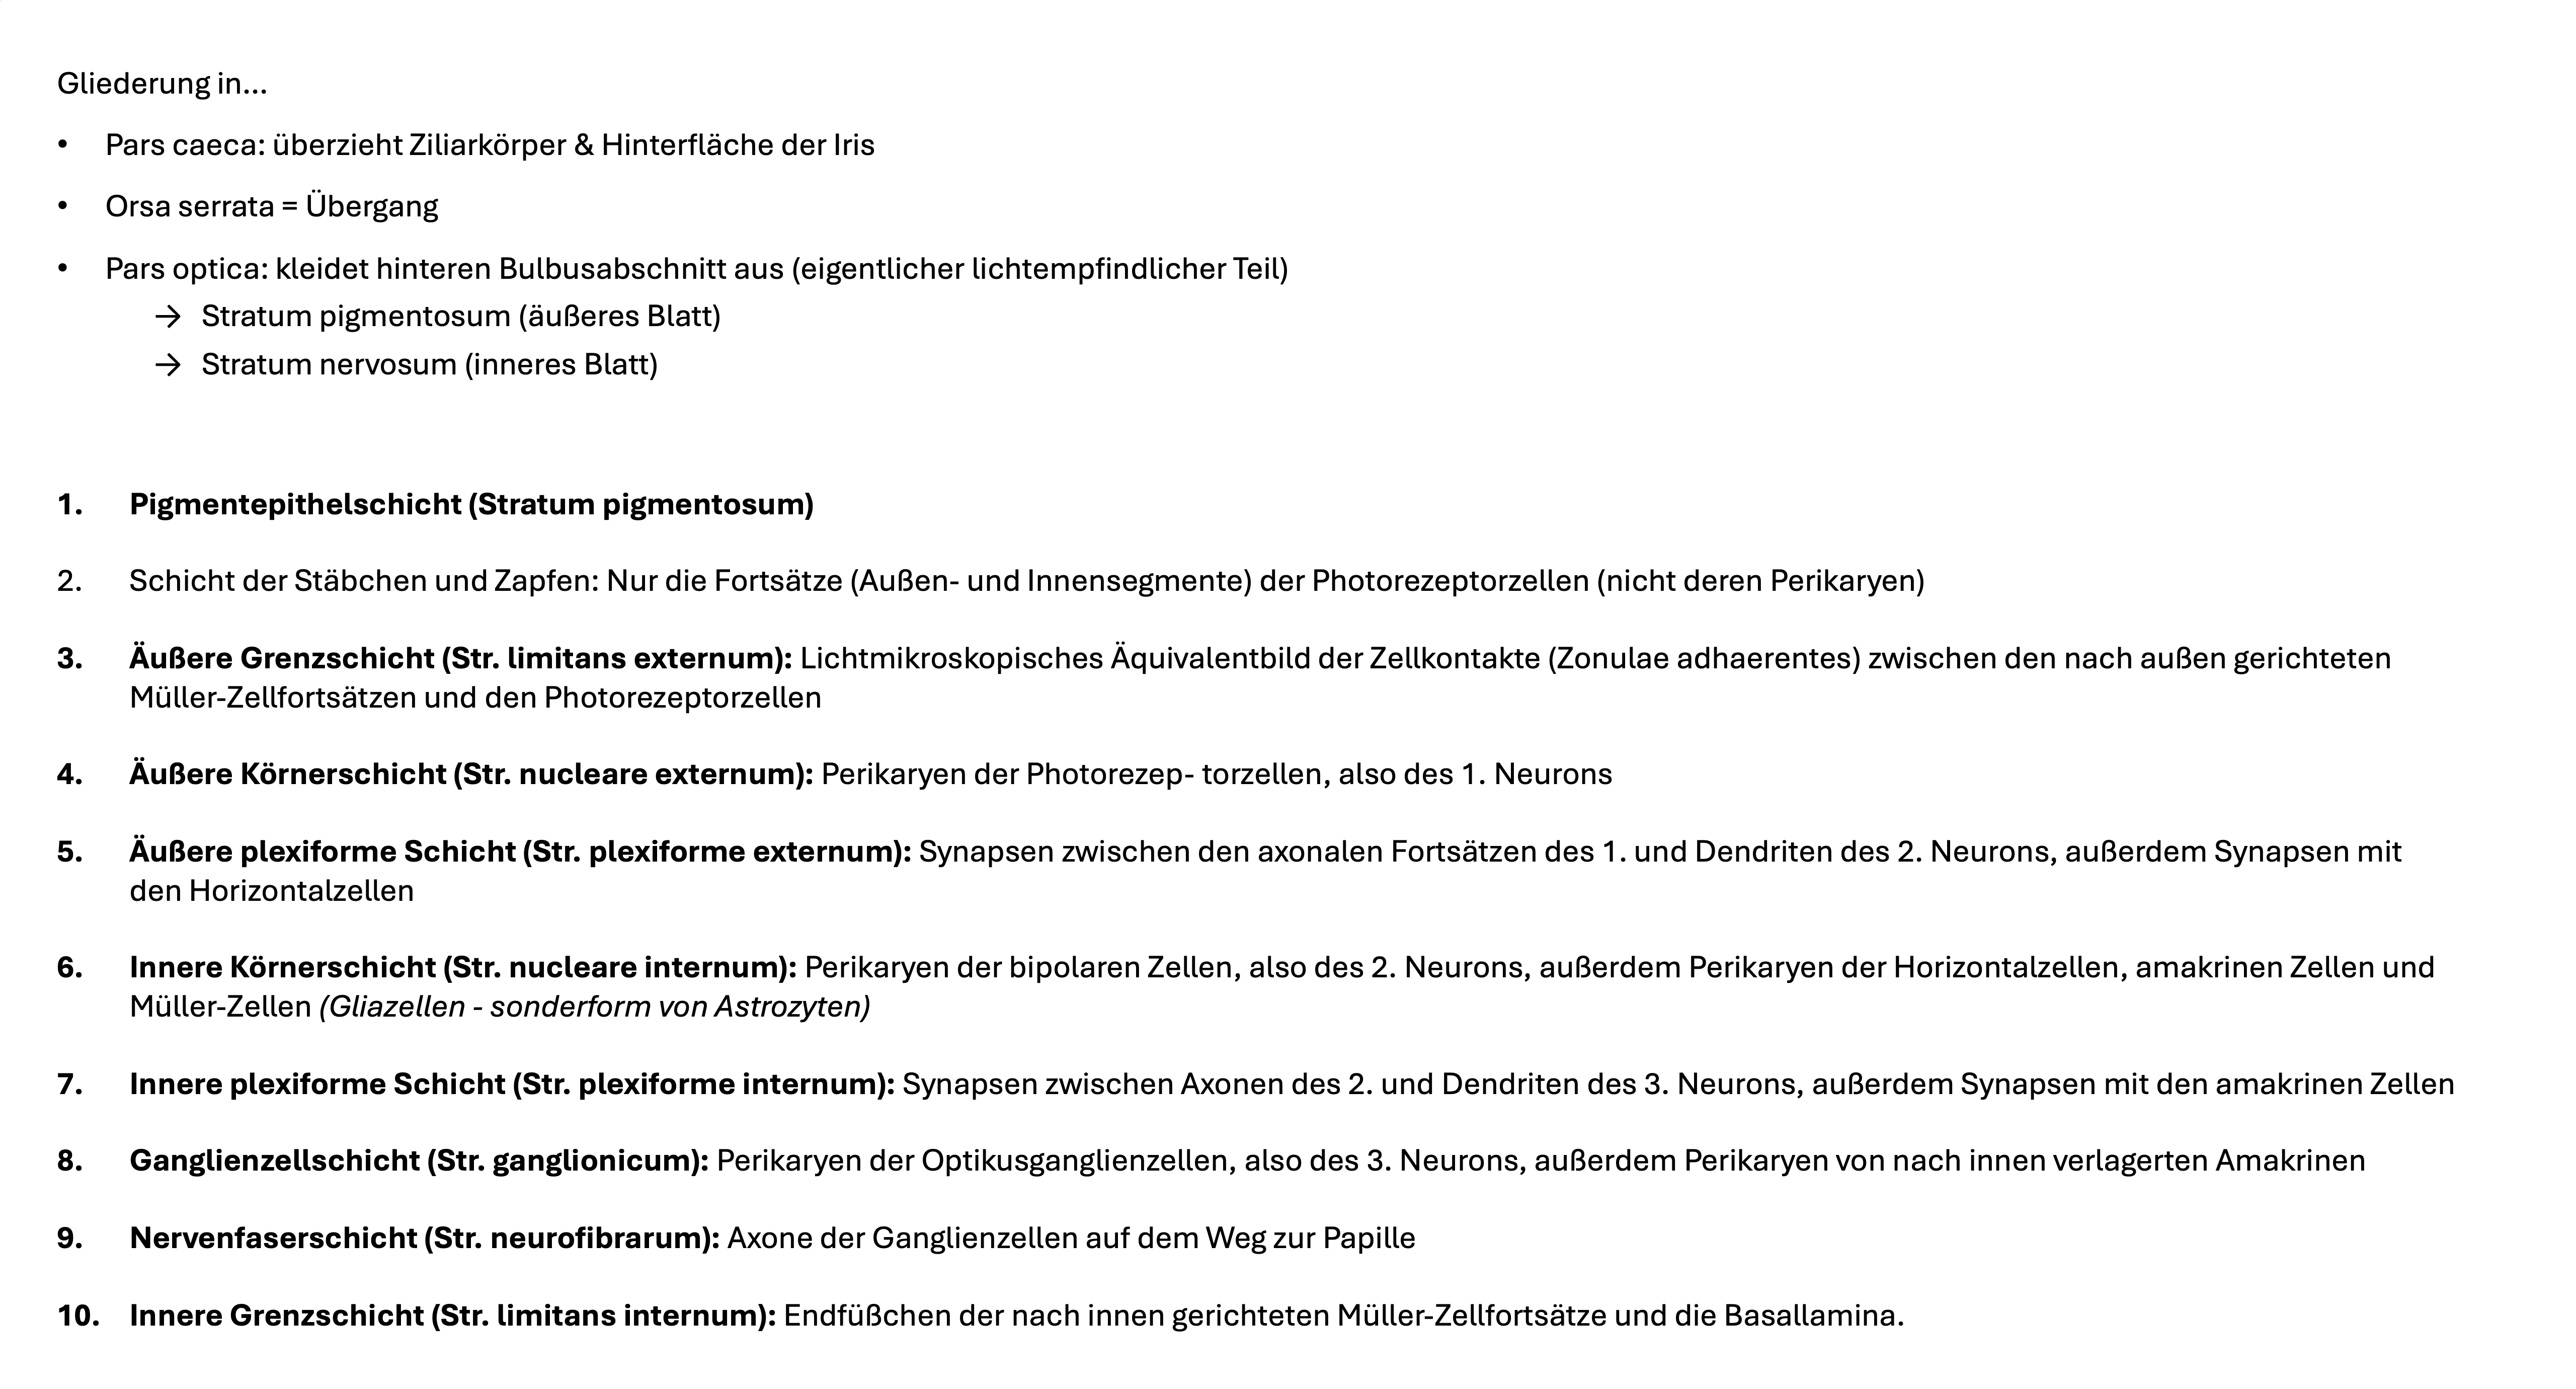 Gliederung in...
• Pars caeca: überzieht Ziliarkörper & Hinterfläche der Iris
• Orsa serrata = Übergang
• Pars optica: kleidet hinteren Bulbusabschnitt aus (eigentlicher lichtempfindlicher Teil)
→ Stratum pigmentosum (äußeres Blatt)
→ Stratum nervosum (inneres Blatt)
1. Pigmentepithelschicht (Stratum pigmentosum)
2. Schicht der Stäbchen und Zapfen: Nur die Fortsätze (Außen- und Innensegmente) der Photorezeptorzellen (nicht deren Perikaryen)
3. Äußere Grenzschicht (Str. limitans externum): Lichtmikroskopisches Äquivalentbild der Zellkontakte (Zonulae adhaerentes) zwischen den nach außen gerichteten
Müller-Zellfortsätzen und den Photorezeptorzellen
4. Äußere Körnerschicht (Str. nucleare externum): Perikaryen der Photorezep- torzellen, also des 1. Neurons
5. Äußere plexiforme Schicht (Str. plexiforme externum): Synapsen zwischen den axonalen Fortsätzen des 1. und Dendriten des 2. Neurons, außerdem Synapsen mit
den Horizontalzellen
6. Innere Körnerschicht (Str. nucleare internum): Perikaryen der bipolaren Zellen, also des 2. Neurons, außerdem Perikaryen der Horizontalzellen, amakrinen Zellen und
Müller-Zellen (Gliazellen - sonderform von Astrozyten)
7. Innere plexiforme Schicht (Str. plexiforme internum): Synapsen zwischen Axonen des 2. und Dendriten des 3. Neurons, außerdem Synapsen mit den amakrinen Zellen
8. Ganglienzellschicht (Str. ganglionicum): Perikaryen der Optikusganglienzellen, also des 3. Neurons, außerdem Perikaryen von nach innen verlagerten Amakrinen
9. Nervenfaserschicht (Str. neurofibrarum): Axone der Ganglienzellen auf dem Weg zur Papille
10. Innere Grenzschicht (Str. limitans internum): Endfüßchen der nach innen gerichteten Müller-Zellfortsätze und die Basallamina.